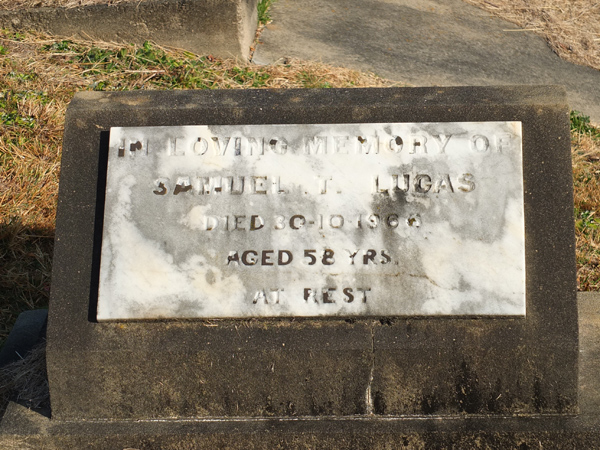 IN LOVING MEMORY OF
SAMUEL T. LUCAS
DIED 30-10-1966
AGED 58 YRS.
AT REST